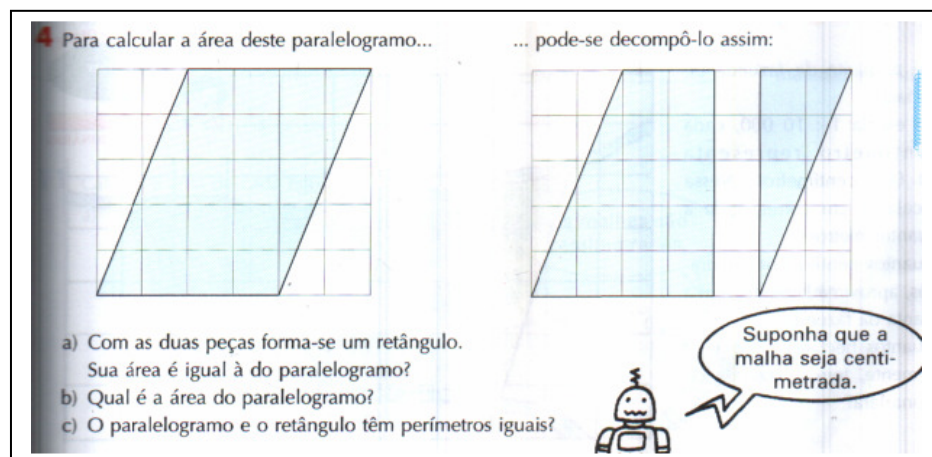 4 Para calcular a área deste paralelogramo...
... pode-se decompô-lo assim:
a) Com as duas peças forma-se um retângulo.
Sua área é igual à do paralelogramo?
b) Qual é a área do paralelogramo?
c) O paralelogramo e o retângulo têm perímetros iguais?
Suponha que a
malha seja centi-
metrada.